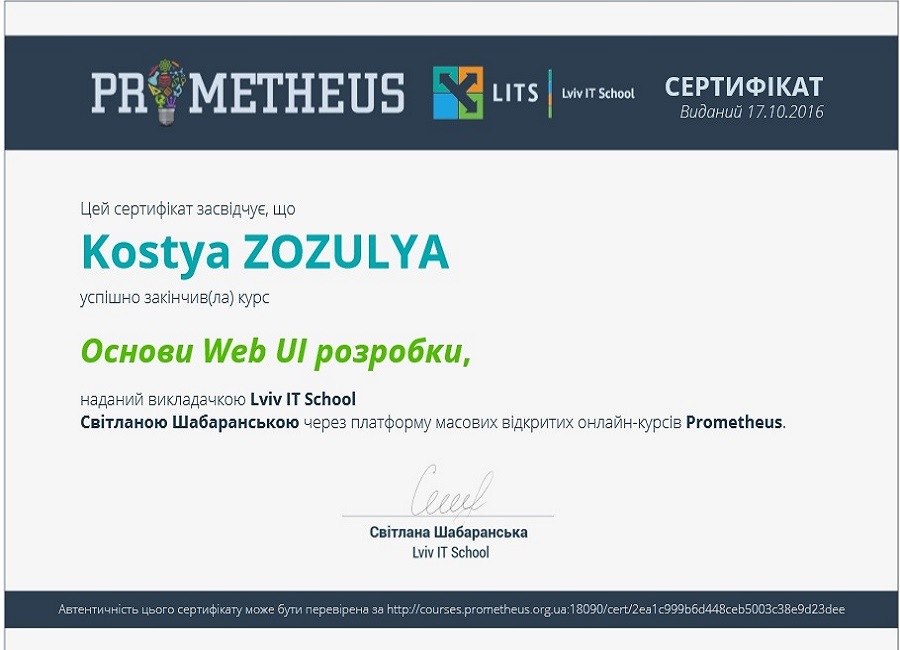 PROMETHEUS
LITS
Lviv IT School
СЕРТИФІКАТ
Виданий 17.10.2016
Цей сертифікат засвідчує, що
Kostya ZOZULYA
успішно закінчив(ла) курс
Основи Web UI розробки,
наданий викладачкою Lviv IT School
Світланою Шабаранською через платформу масових відкритих онлайн-курсів Prometheus.
Світлана Шабаранська
Lviv IT School
Автентичність цього сертифікату може бути перевірена за http://courses.prometheus.org.ua:18090/cert/2ea1c999b6d448ceb5003c38e9d23dee